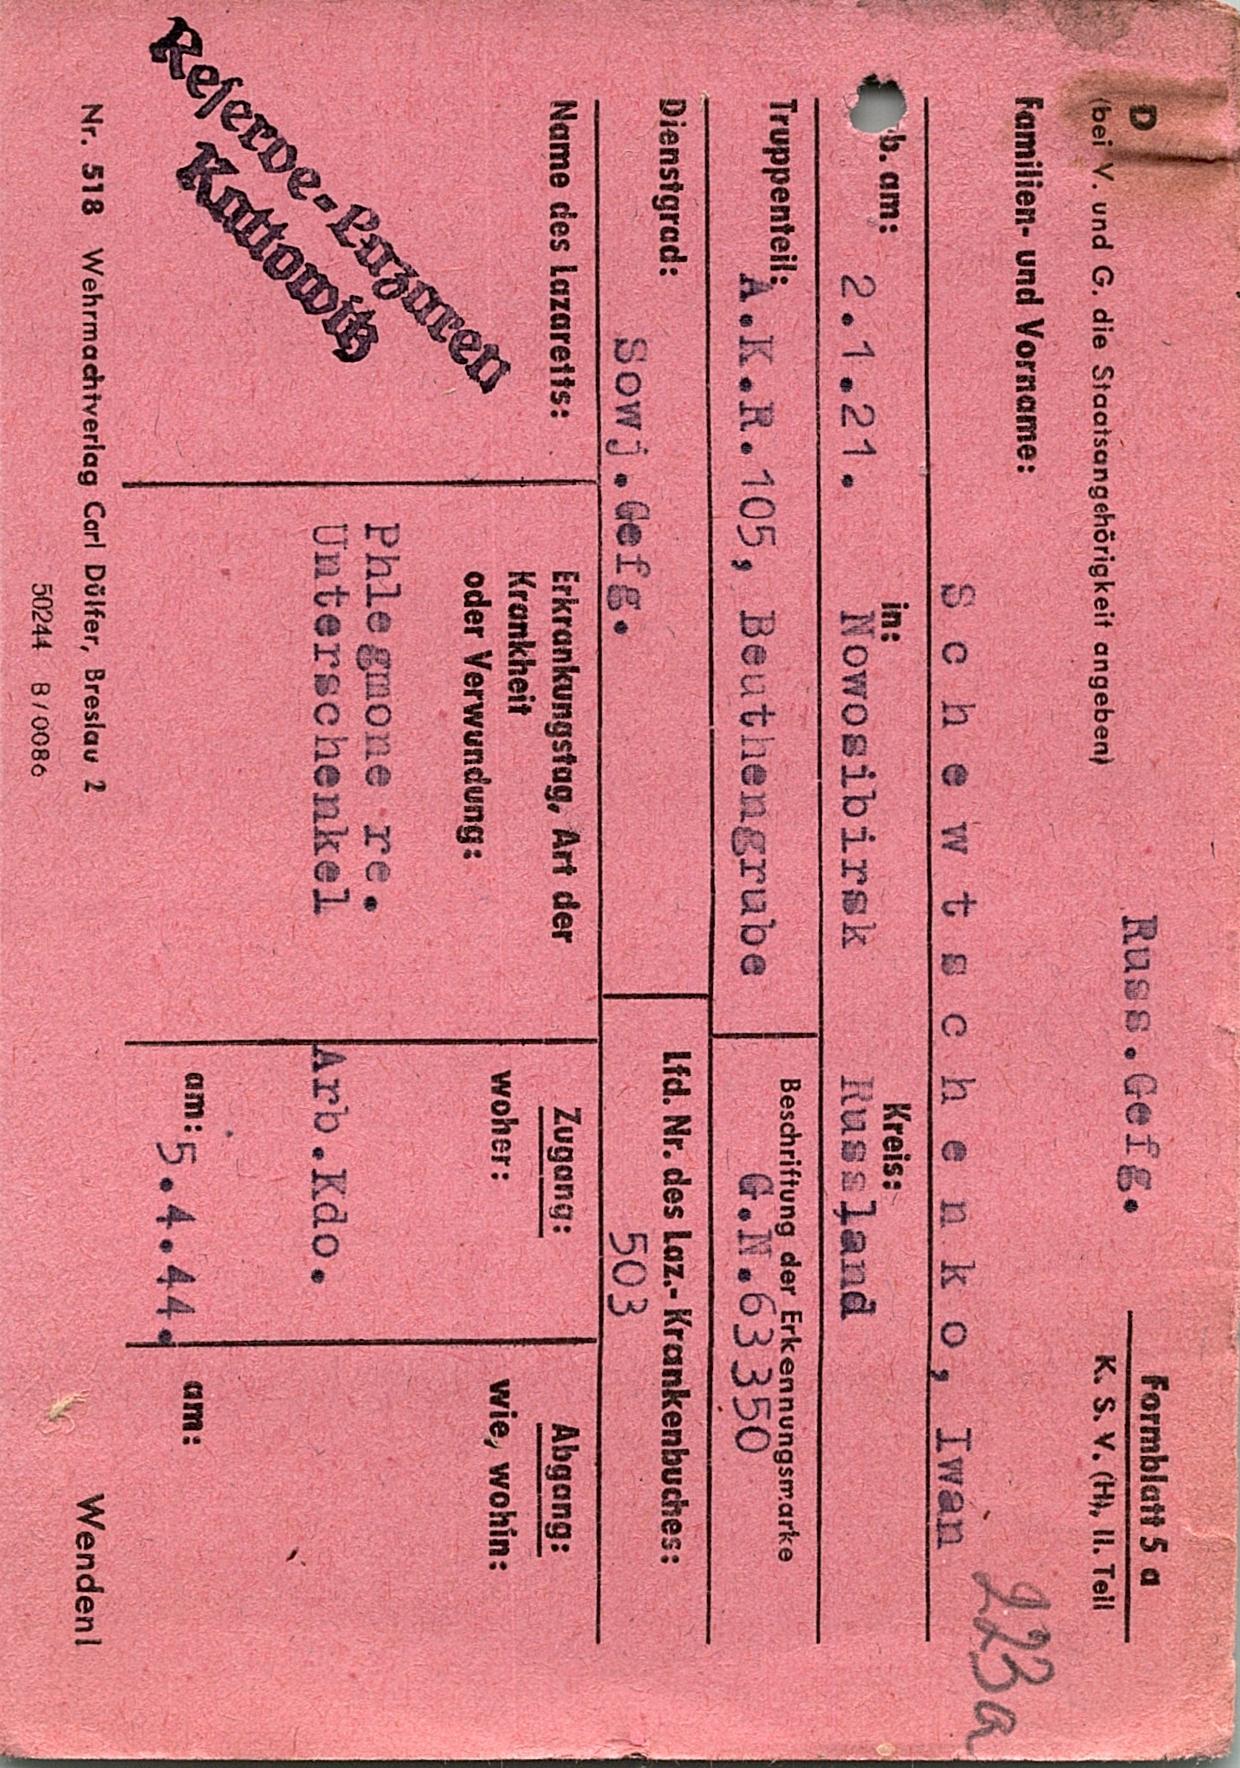 D
Russ.Gefg.
Formblatt 5 a
(bei V. und G. die Staatsangehörigkeit angeben)
K. S. V. (H), II. Teil
Familien- und Vorname:
223a
Schewtschenko, Iwan
b. am: 2.1.21. in: Nowosibirsk Kreis: Russland
Truppenteil: A.K.R.105, Beuthengrube
Beschriftung der Erkennungsmarke
G.N.63350
Dienstgrad: Sowj.Gefg.
Lfd. Nr. des Laz.- Krankenbuches:
503
Name des Lazaretts:
Reserve-Lazarett
Kattowitz
Erkrankungstag, Art der
Krankheit
oder Verwundung:
Phlegmone re.
Unterschenkel
Zugang:
woher:
Arb.Kdo.
am: 5.4.44.
Abgang:
wie, wohin:
am:
Nr. 518 Wehrmachtverlag Carl Dülfer, Breslau 2
Wenden!
50244 B/0086